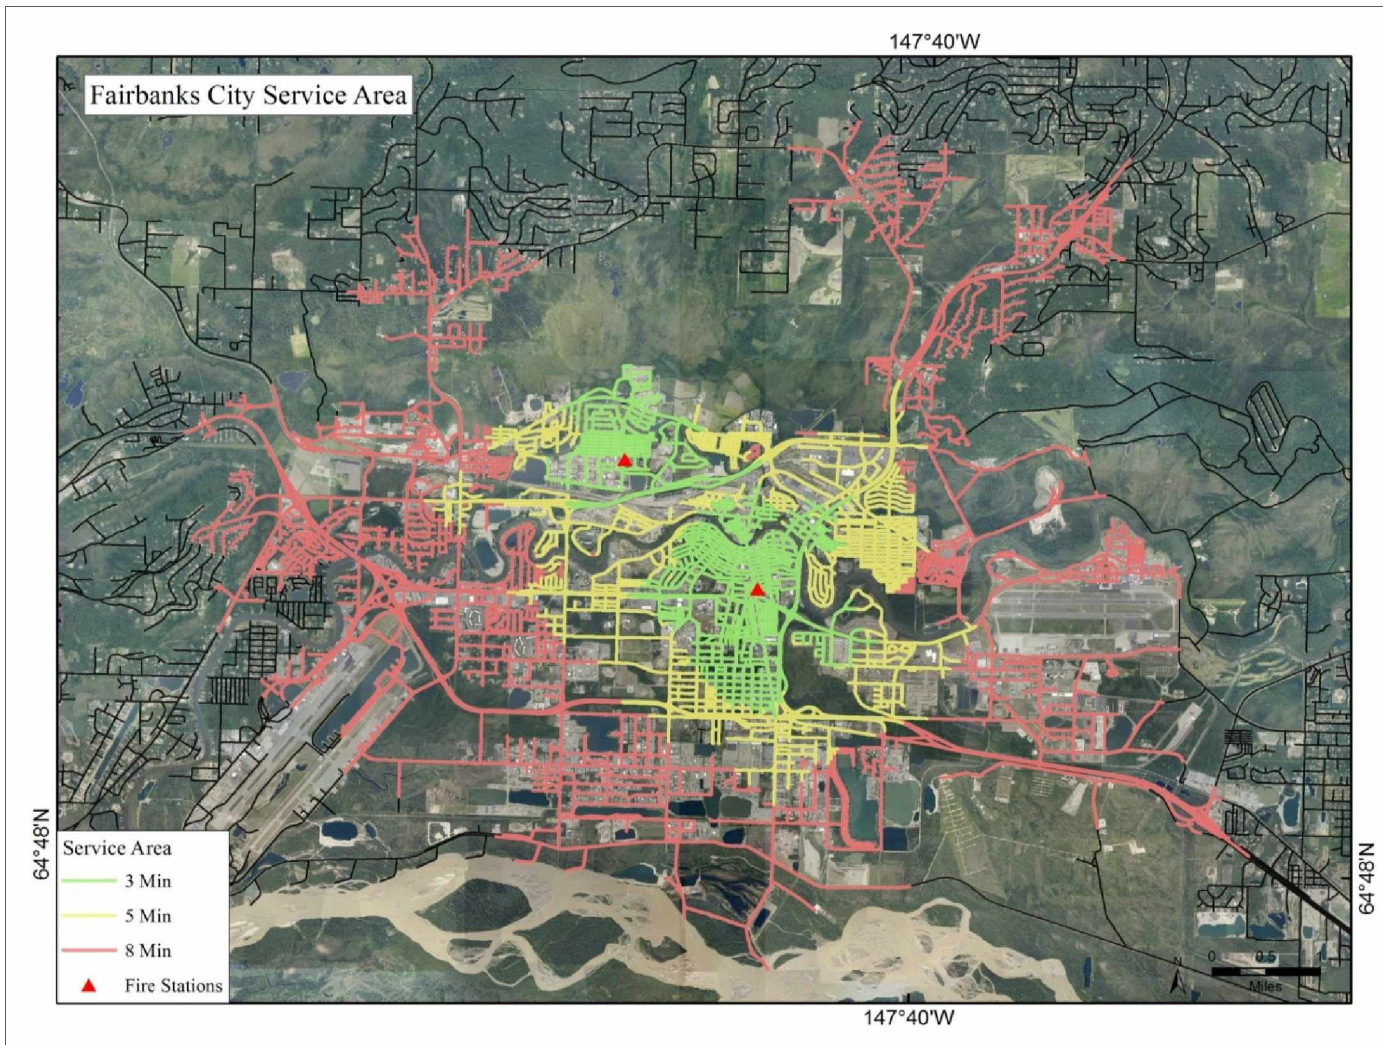 147°40'W
Fairbanks City Service Area
64°48'N
64°48'N
Service Area
3 Min
5 Min
8 Min
Fire Stations
N
0 0.5
Miles
147°40'W